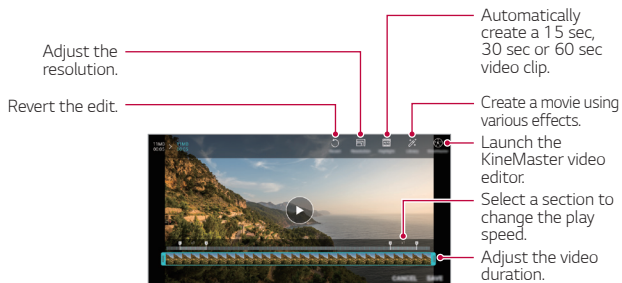 Automatically
create a 15 sec,
30 sec or 60 sec
video clip.
Adjust the
resolution.
Revert the edit.
Create a movie using
various effects.
Launch the
KineMaster video
editor.
Select a section to
change the play
speed.
Adjust the video
duration.
CANCEL SAVE